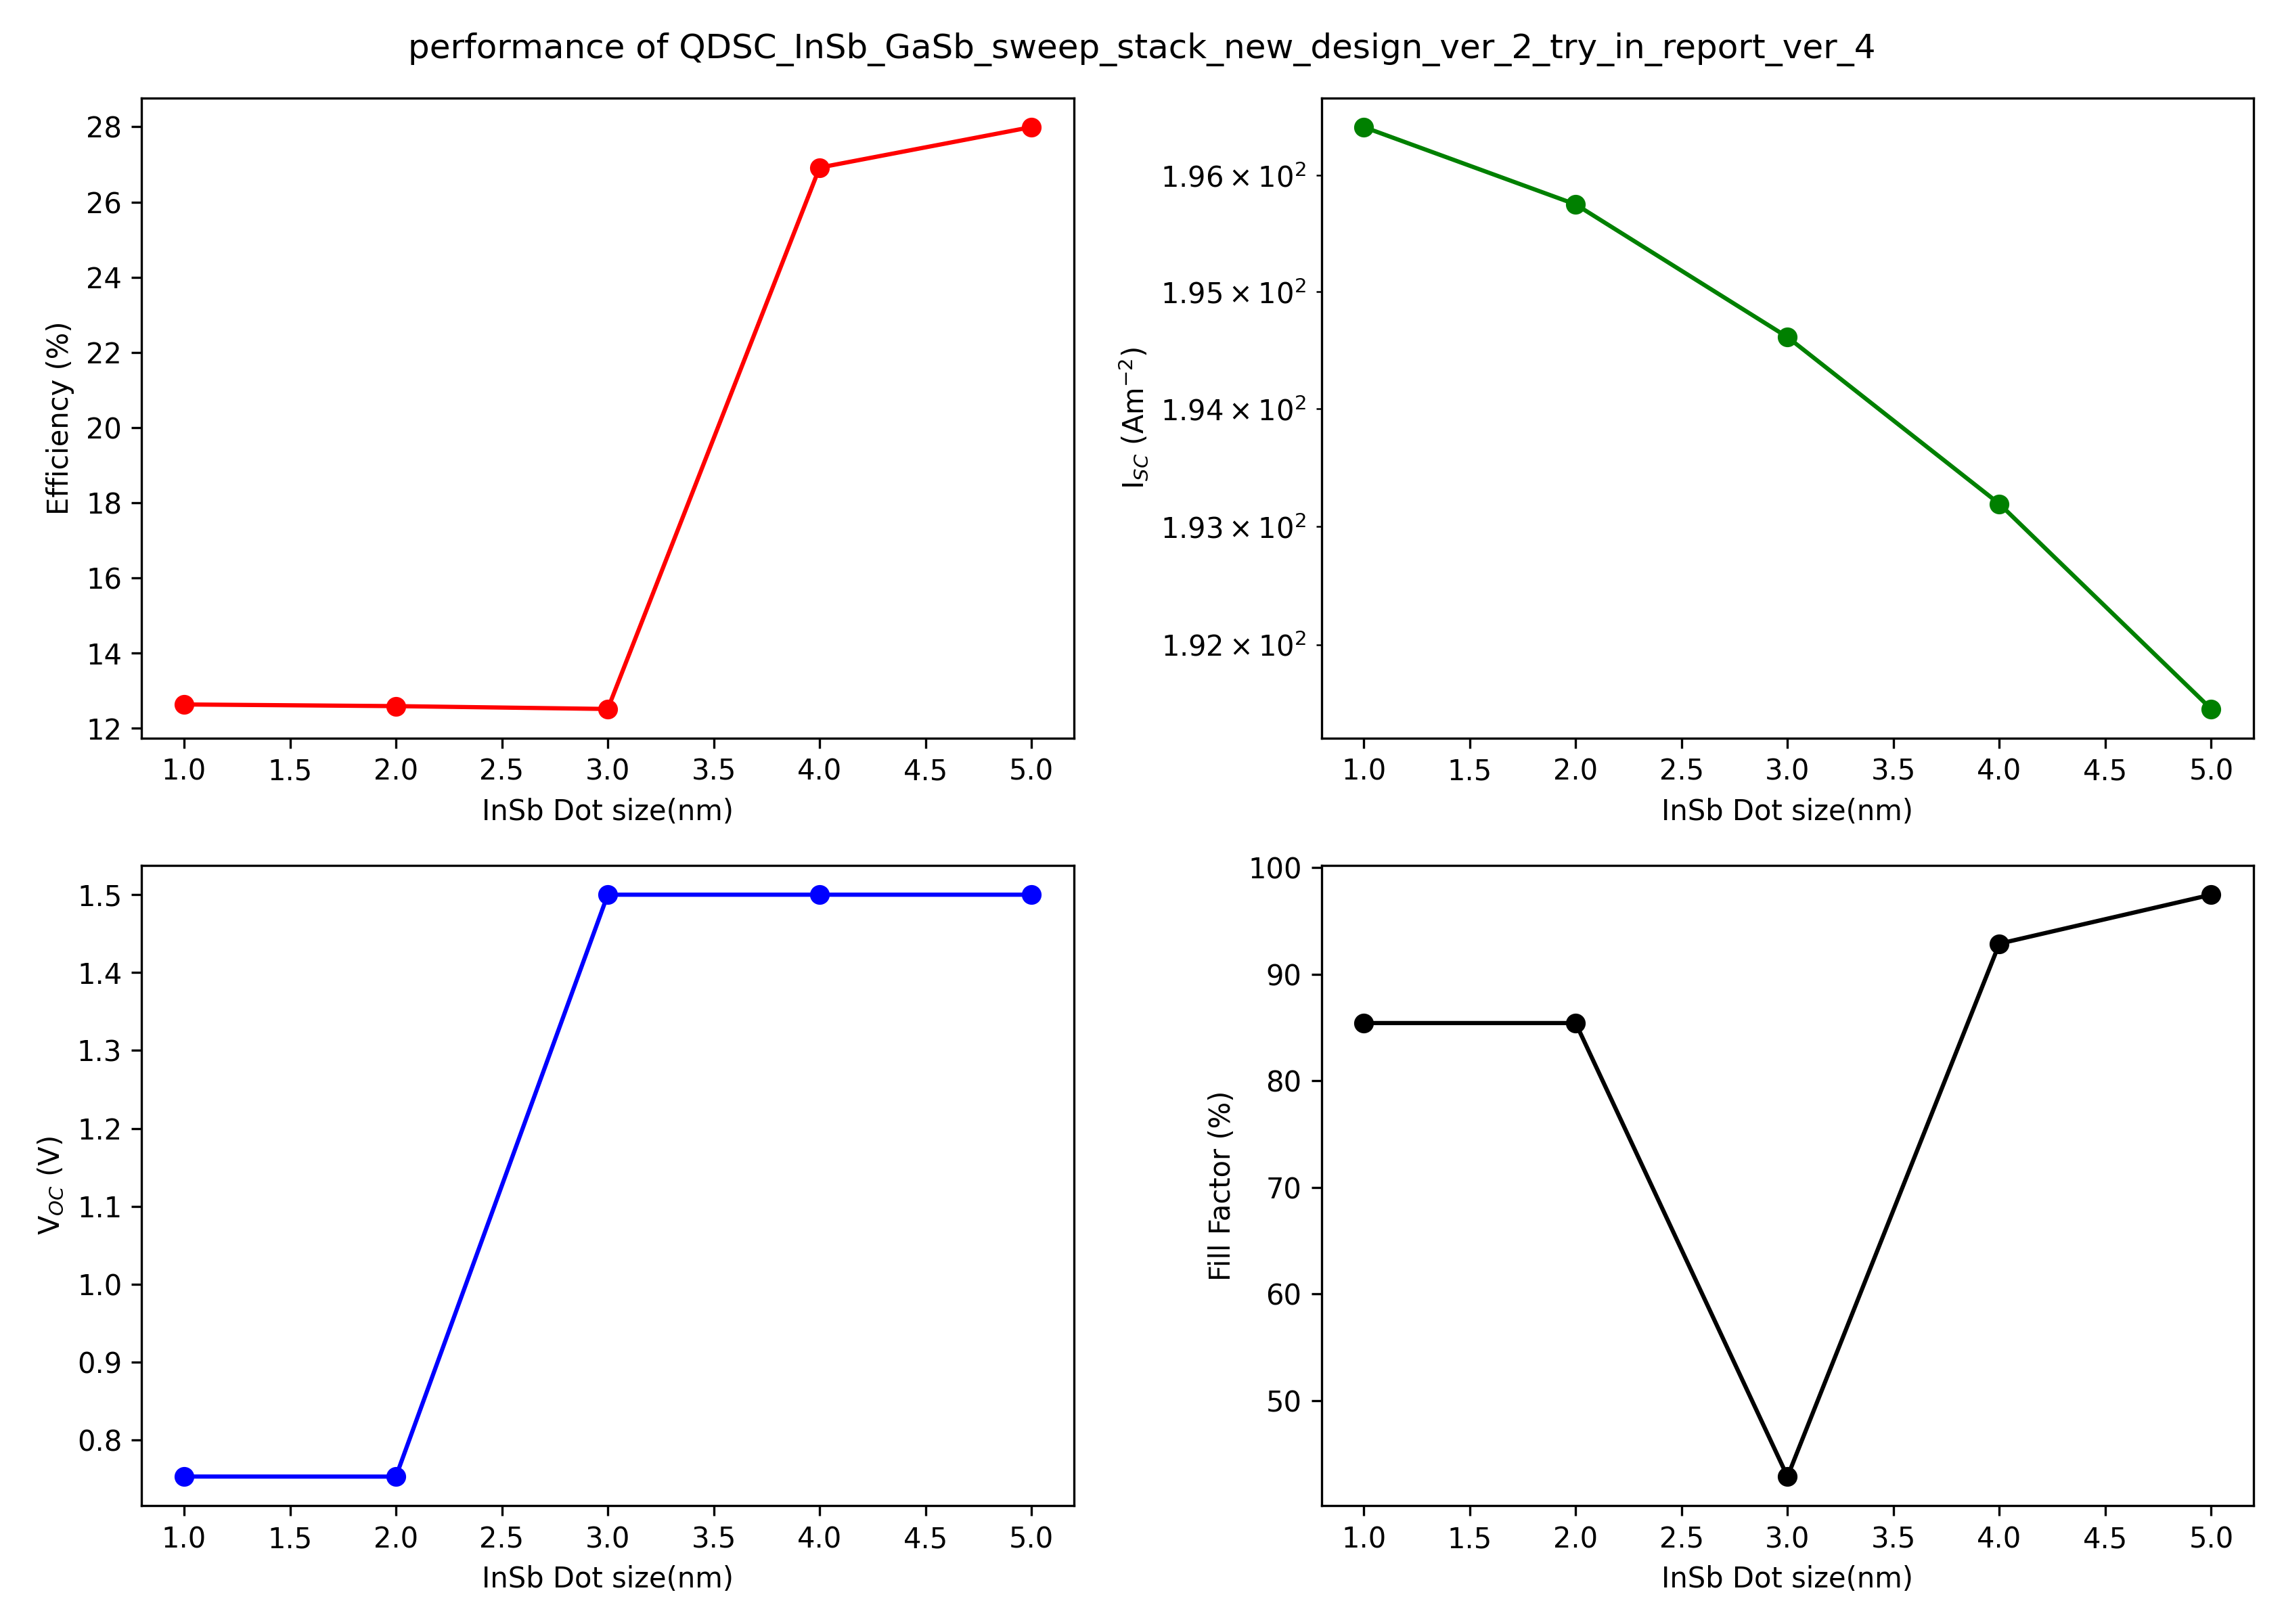 performance of QDSC_InSb_GaSb_sweep_stack_new_design_ver_2_try_in_report_ver_4
Efficiency (%)
28
26
24
22
20
18
16
14
12
1.0 1.5 2.0 2.5 3.0 3.5 4.0 4.5 5.0
InSb Dot size(nm)
I$_{SC}$ (Am$^{-2}$)
1.96 × 10²
1.95 × 10²
1.94 × 10²
1.93 × 10²
1.92 × 10²
1.0 1.5 2.0 2.5 3.0 3.5 4.0 4.5 5.0
InSb Dot size(nm)
V$_{OC}$ (V)
1.5
1.4
1.3
1.2
1.1
1.0
0.9
0.8
1.0 1.5 2.0 2.5 3.0 3.5 4.0 4.5 5.0
InSb Dot size(nm)
Fill Factor (%)
100
90
80
70
60
50
1.0 1.5 2.0 2.5 3.0 3.5 4.0 4.5 5.0
InSb Dot size(nm)